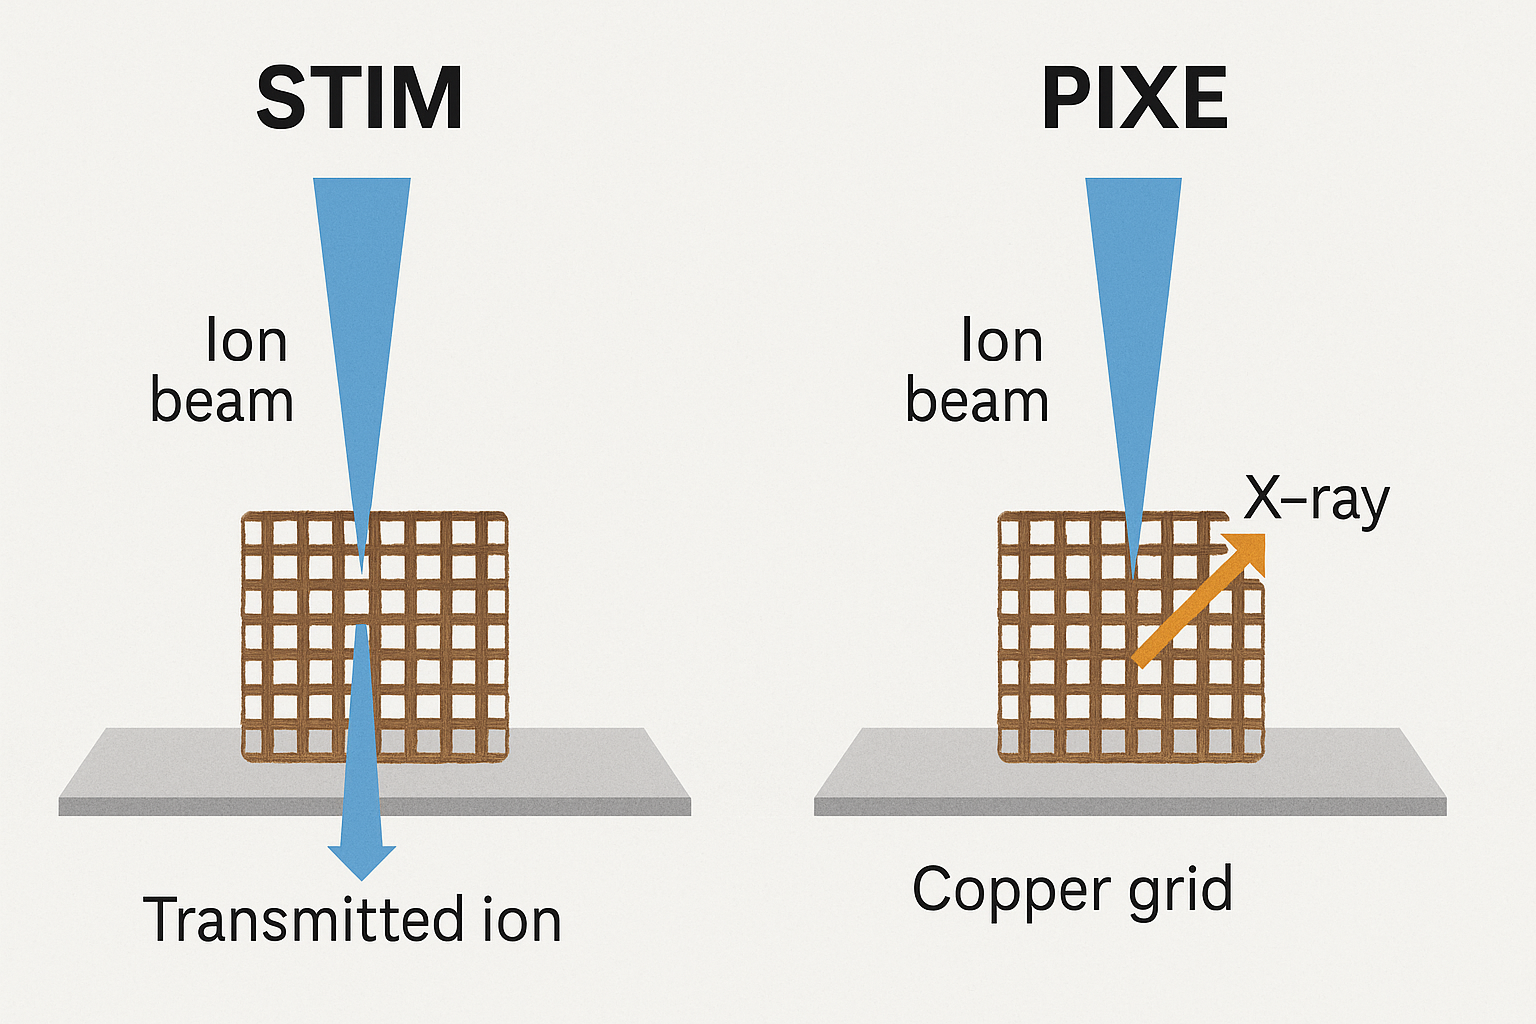 STIM
Ion
beam
Transmitted ion
PIXE
Ion
beam
X–ray
Copper grid